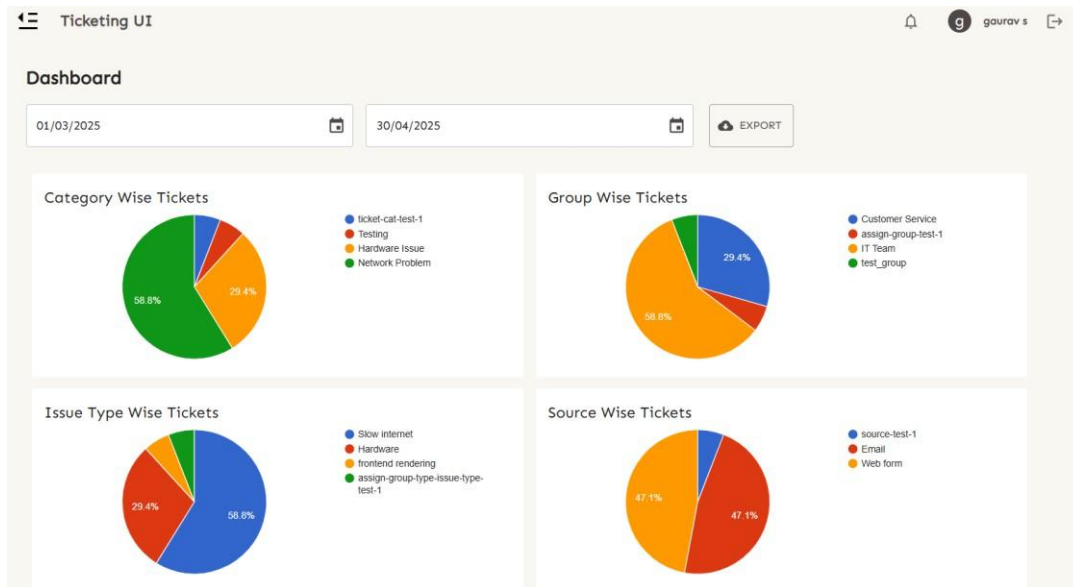 Ticketing UI
g
gaurav s
Dashboard
01/03/2025
30/04/2025
EXPORT
Category Wise Tickets
58.8%
29.4%
ticket-cat-test-1
Testing
Hardware Issue
Network Problem
Group Wise Tickets
29.4%
58.8%
Customer Service
assign-group-test-1
IT Team
test_group
Issue Type Wise Tickets
29.4%
58.8%
Slow internet
Hardware
frontend rendering
assign-group-type-issue-type-
test-1
Source Wise Tickets
47.1%
47.1%
source-test-1
Email
Web form